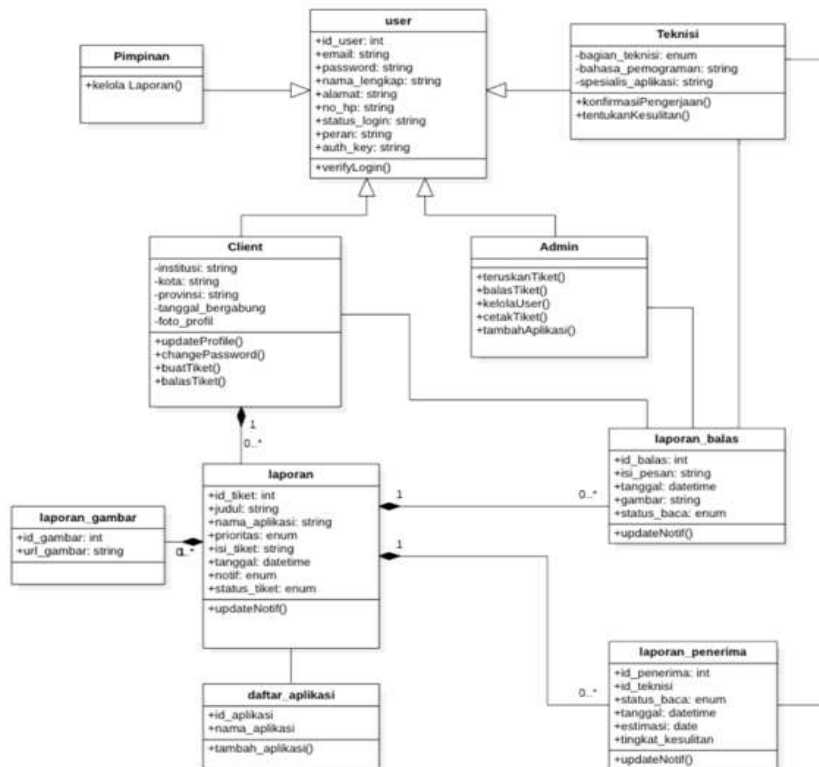 user
+id_user: int
+email: string
+password: string
+nama_lengkap: string
+alamat: string
+no_hp: string
+status_login: string
+peran: string
+auth_key: string
+verifyLogin()
Pimpinan
+kelola Laporan()
Teknisi
-bagian_teknisi: enum
-bahasa_pemograman: string
-spesialis_aplikasi: string
+konfirmasiPengerjaan()
+tentukanKesulitan()
Client
-institusi: string
-kota: string
-provinsi: string
-tanggal_bergabung
-foto_profil
+updateProfile()
+changePassword()
+buatTiket()
+balasTiket()
Admin
+teruskanTiket()
+balasTiket()
+kelolaUser()
+cetakTiket()
+tambahAplikasi()
1
0..*
laporan
+id_tiket: int
+judul: string
+nama_aplikasi: string
+prioritas: enum
+isi_tiket: string
+tanggal: datetime
+notif: enum
+status_tiket: enum
+updateNotif()
1
0..*
1
0..*
laporan_balas
+id_balas: int
+isi_pesan: string
+tanggal: datetime
+gambar: string
+status_baca: enum
+updateNotif()
laporan_gambar
+id_gambar: int
+url_gambar: string
daftar_aplikasi
+id_aplikasi
+nama_aplikasi
+tambah_aplikasi()
laporan_penerima
+id_penerima: int
+id_teknisi
+status_baca: enum
+tanggal: datetime
+estimasi: date
+tingkat_kesulitan
+updateNotif()